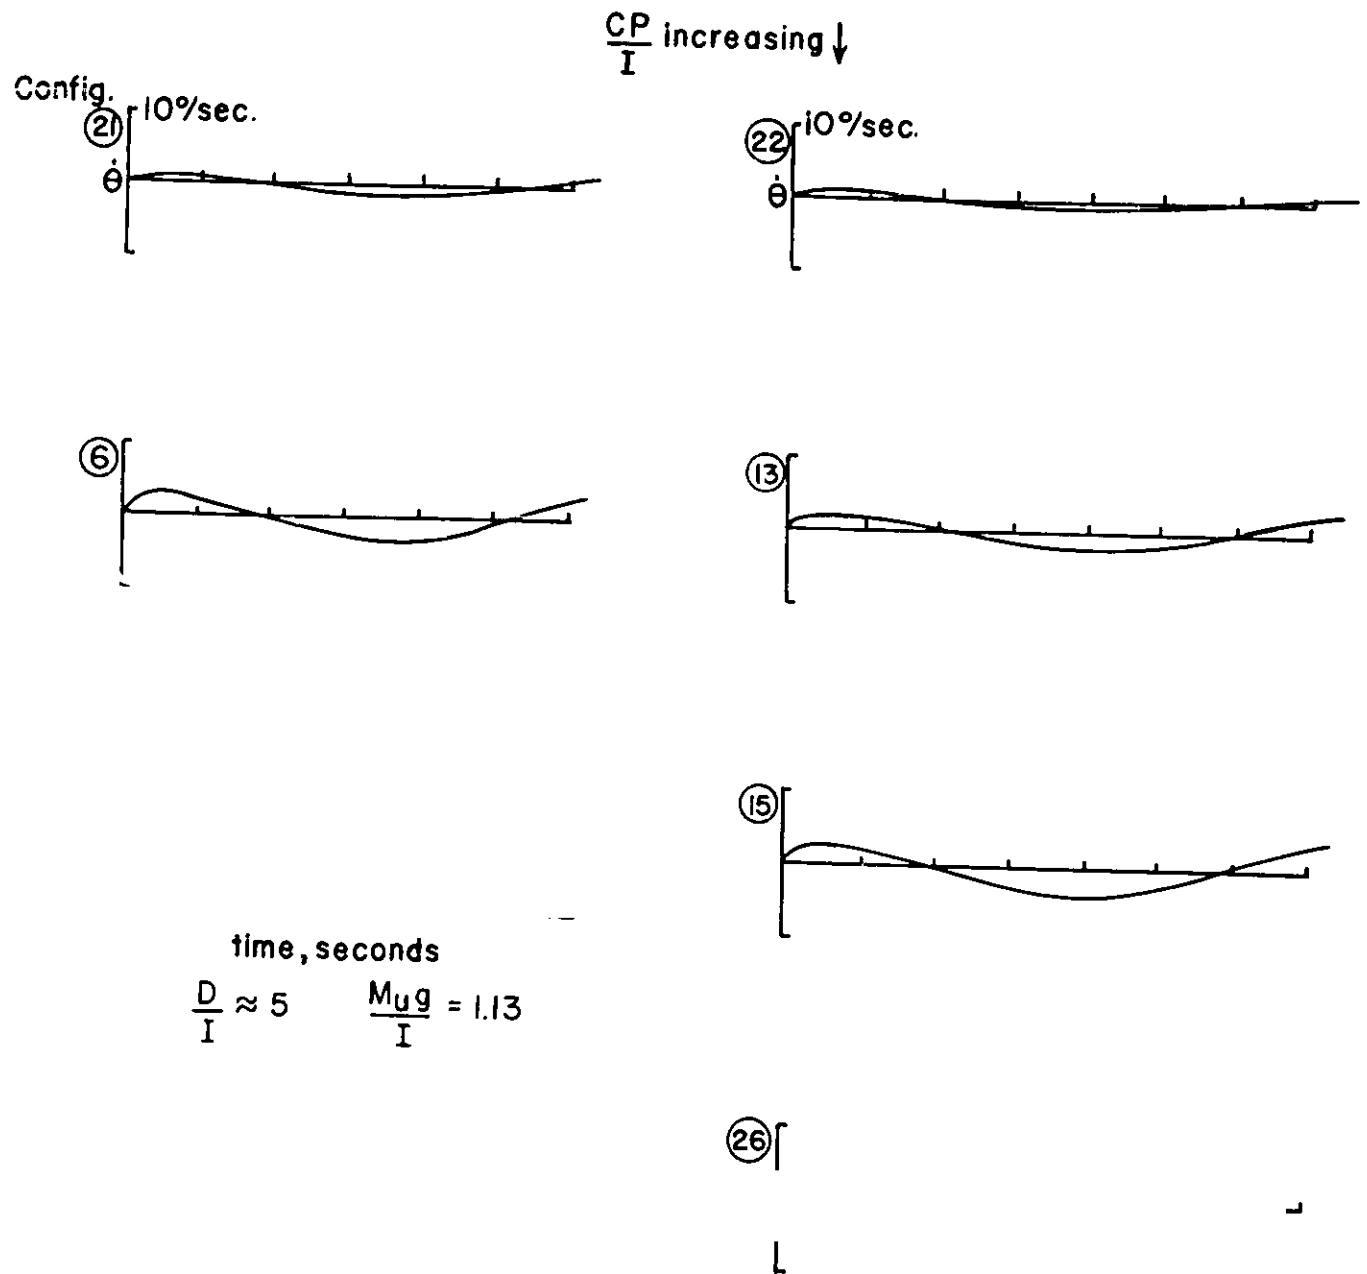 CP/I increasing ↓
Config.
21 10°/sec.
θ̇
22 10°/sec.
θ̇
6
13
15
time, seconds
D/I ≈ 5 Mug/I = 1.13
26